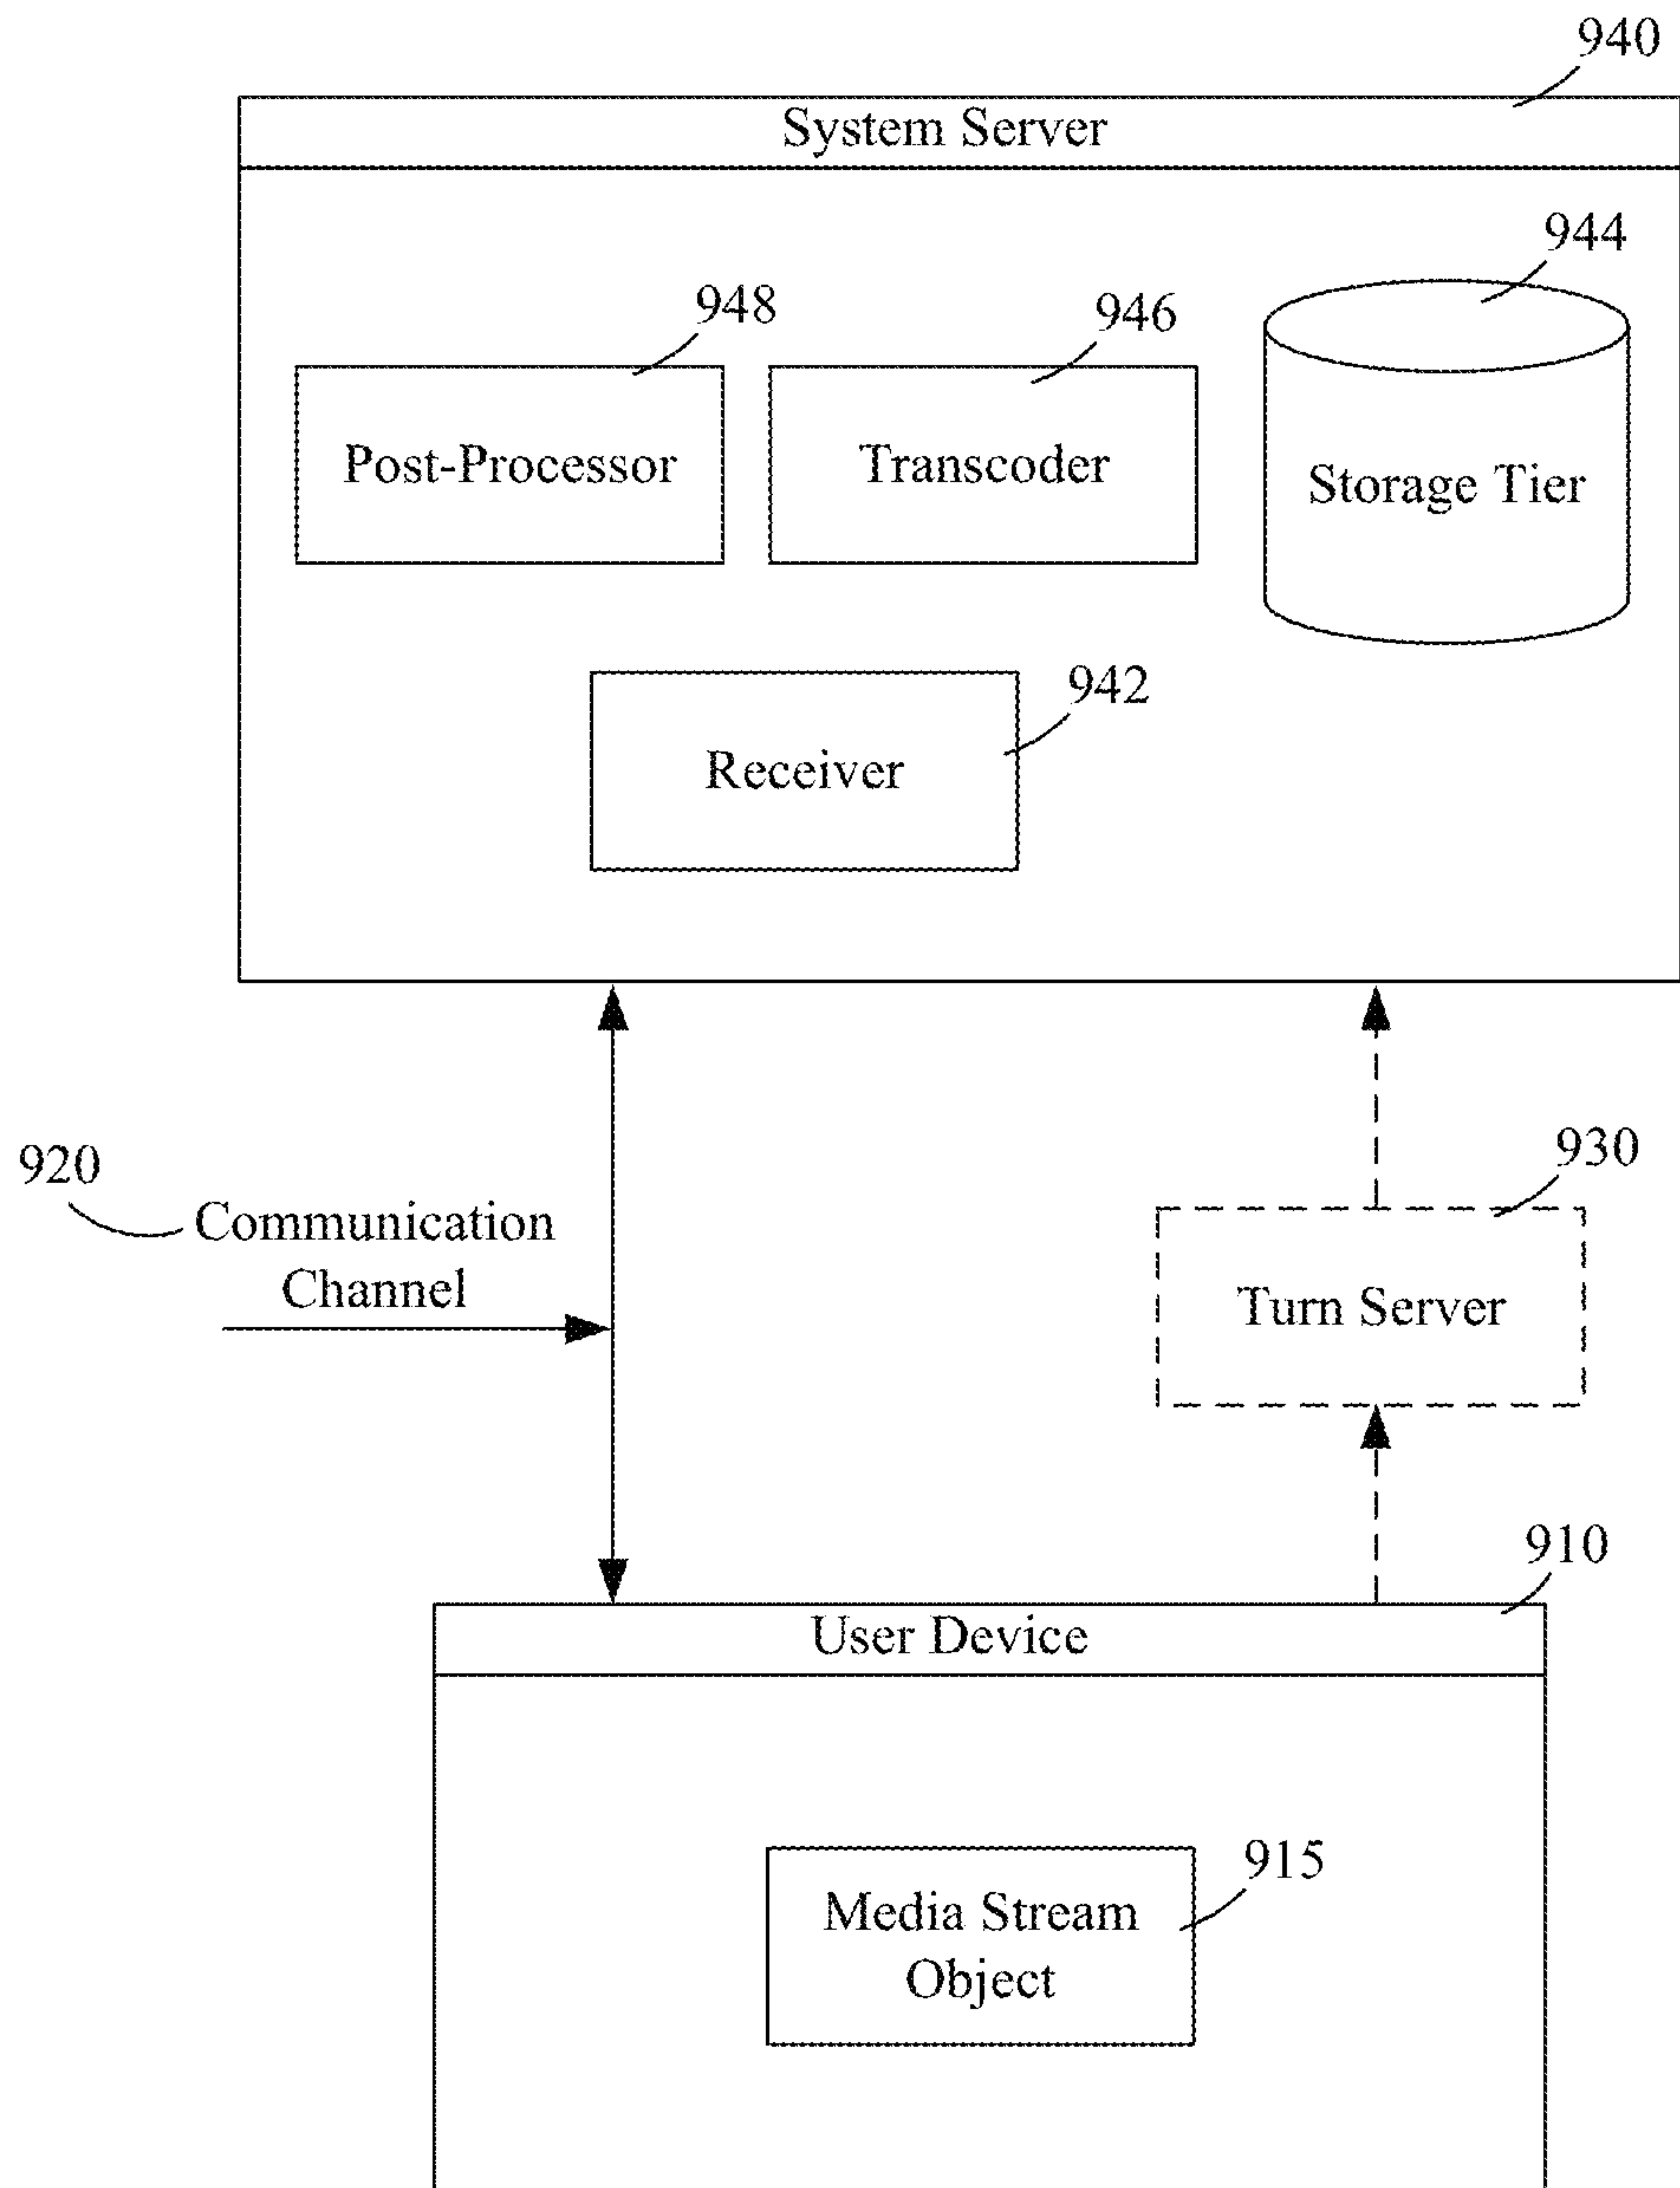 940
System Server
944
948
946
Post-Processor
Transcoder
Storage Tier
942
Receiver
920
Communication
Channel
930
Turn Server
910
User Device
915
Media Stream
Object